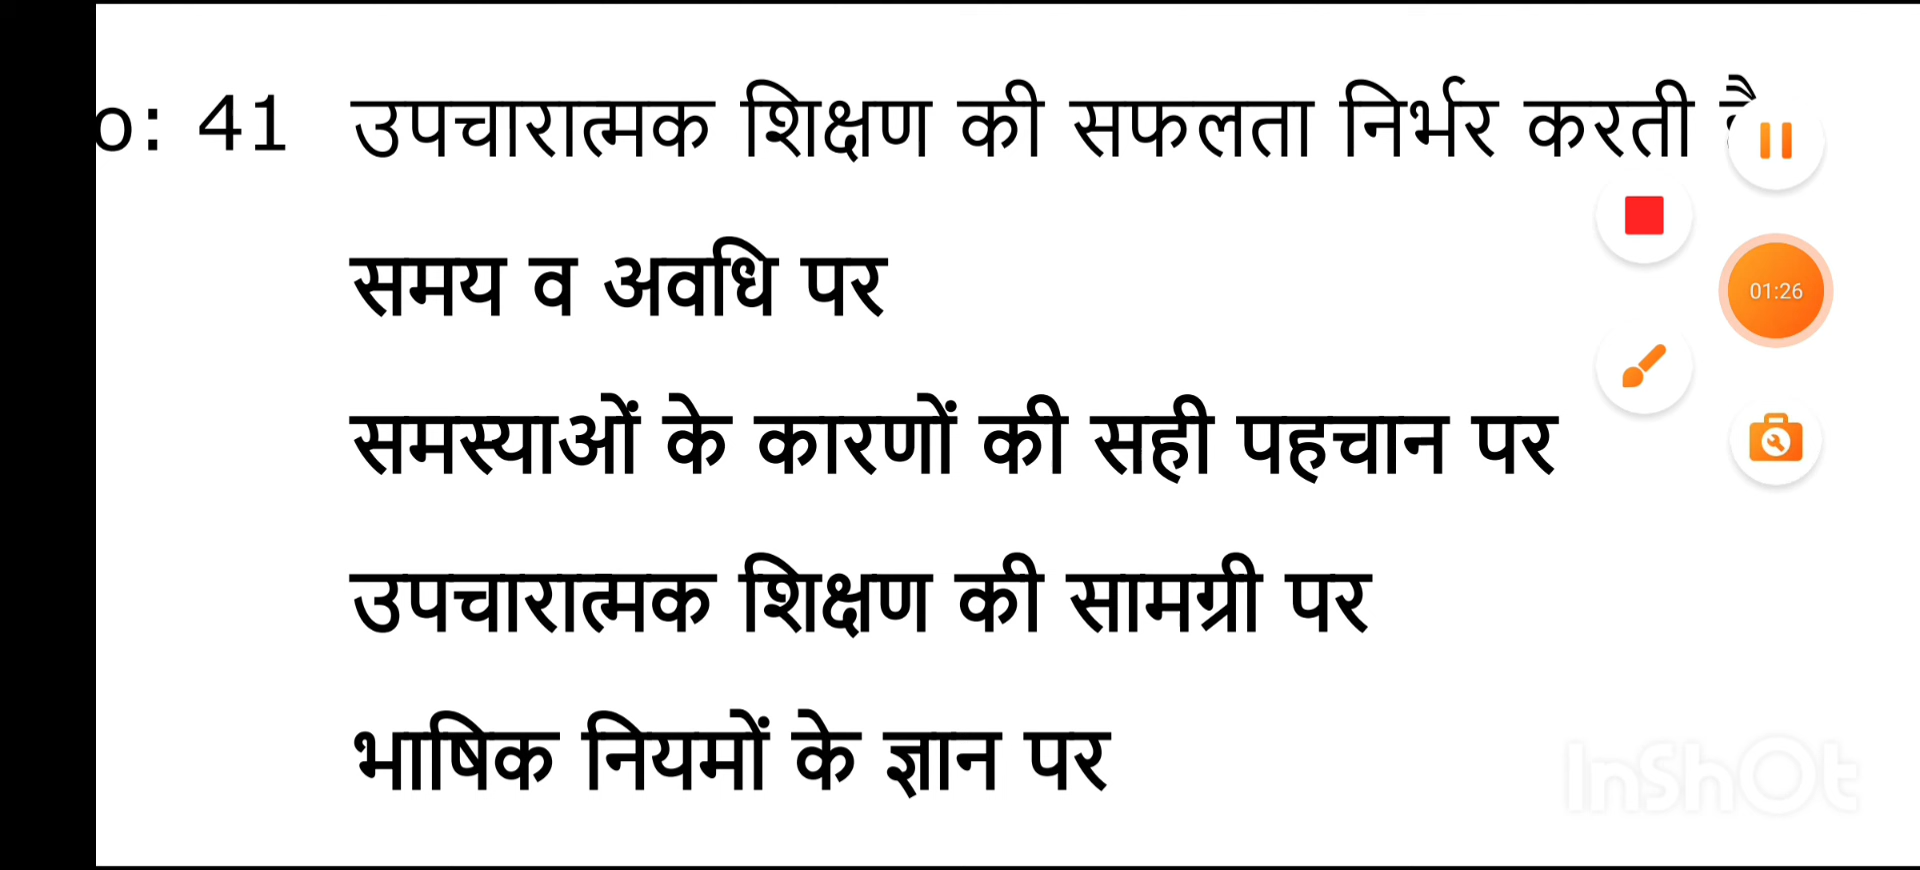 o: 41 उपचारात्मक शिक्षण की सफलता निर्भर करती
समय व अवधि पर
01:26
समस्याओं के कारणों की सही पहचान पर
उपचारात्मक शिक्षण की सामग्री पर
भाषिक नियमों के ज्ञान पर
InShOt